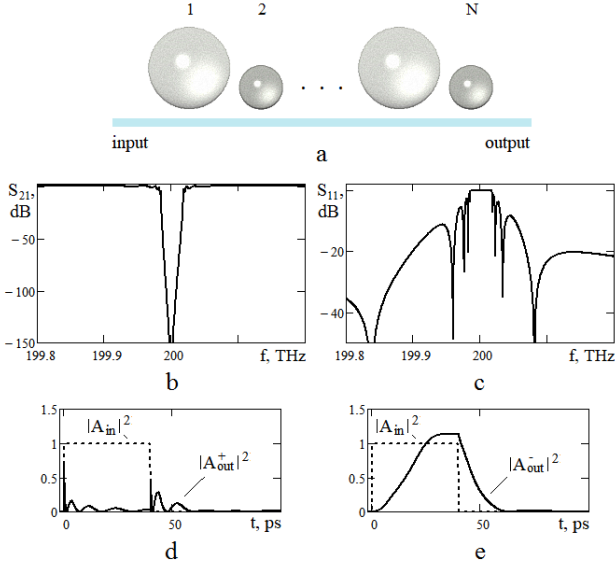 1 2 N
. . .
input output
a
S21, dB
−50
−100
−150
199.8 199.9 200 f, THz
b
S11, dB
−20
−40
199.8 199.9 200 f, THz
c
1.5
1
0.5
0
|Ain|²
|A⁺out|²
0 50 t, ps
d
1.5
1
0.5
0
|Ain|²
|A⁻out|²
0 50 t, ps
e